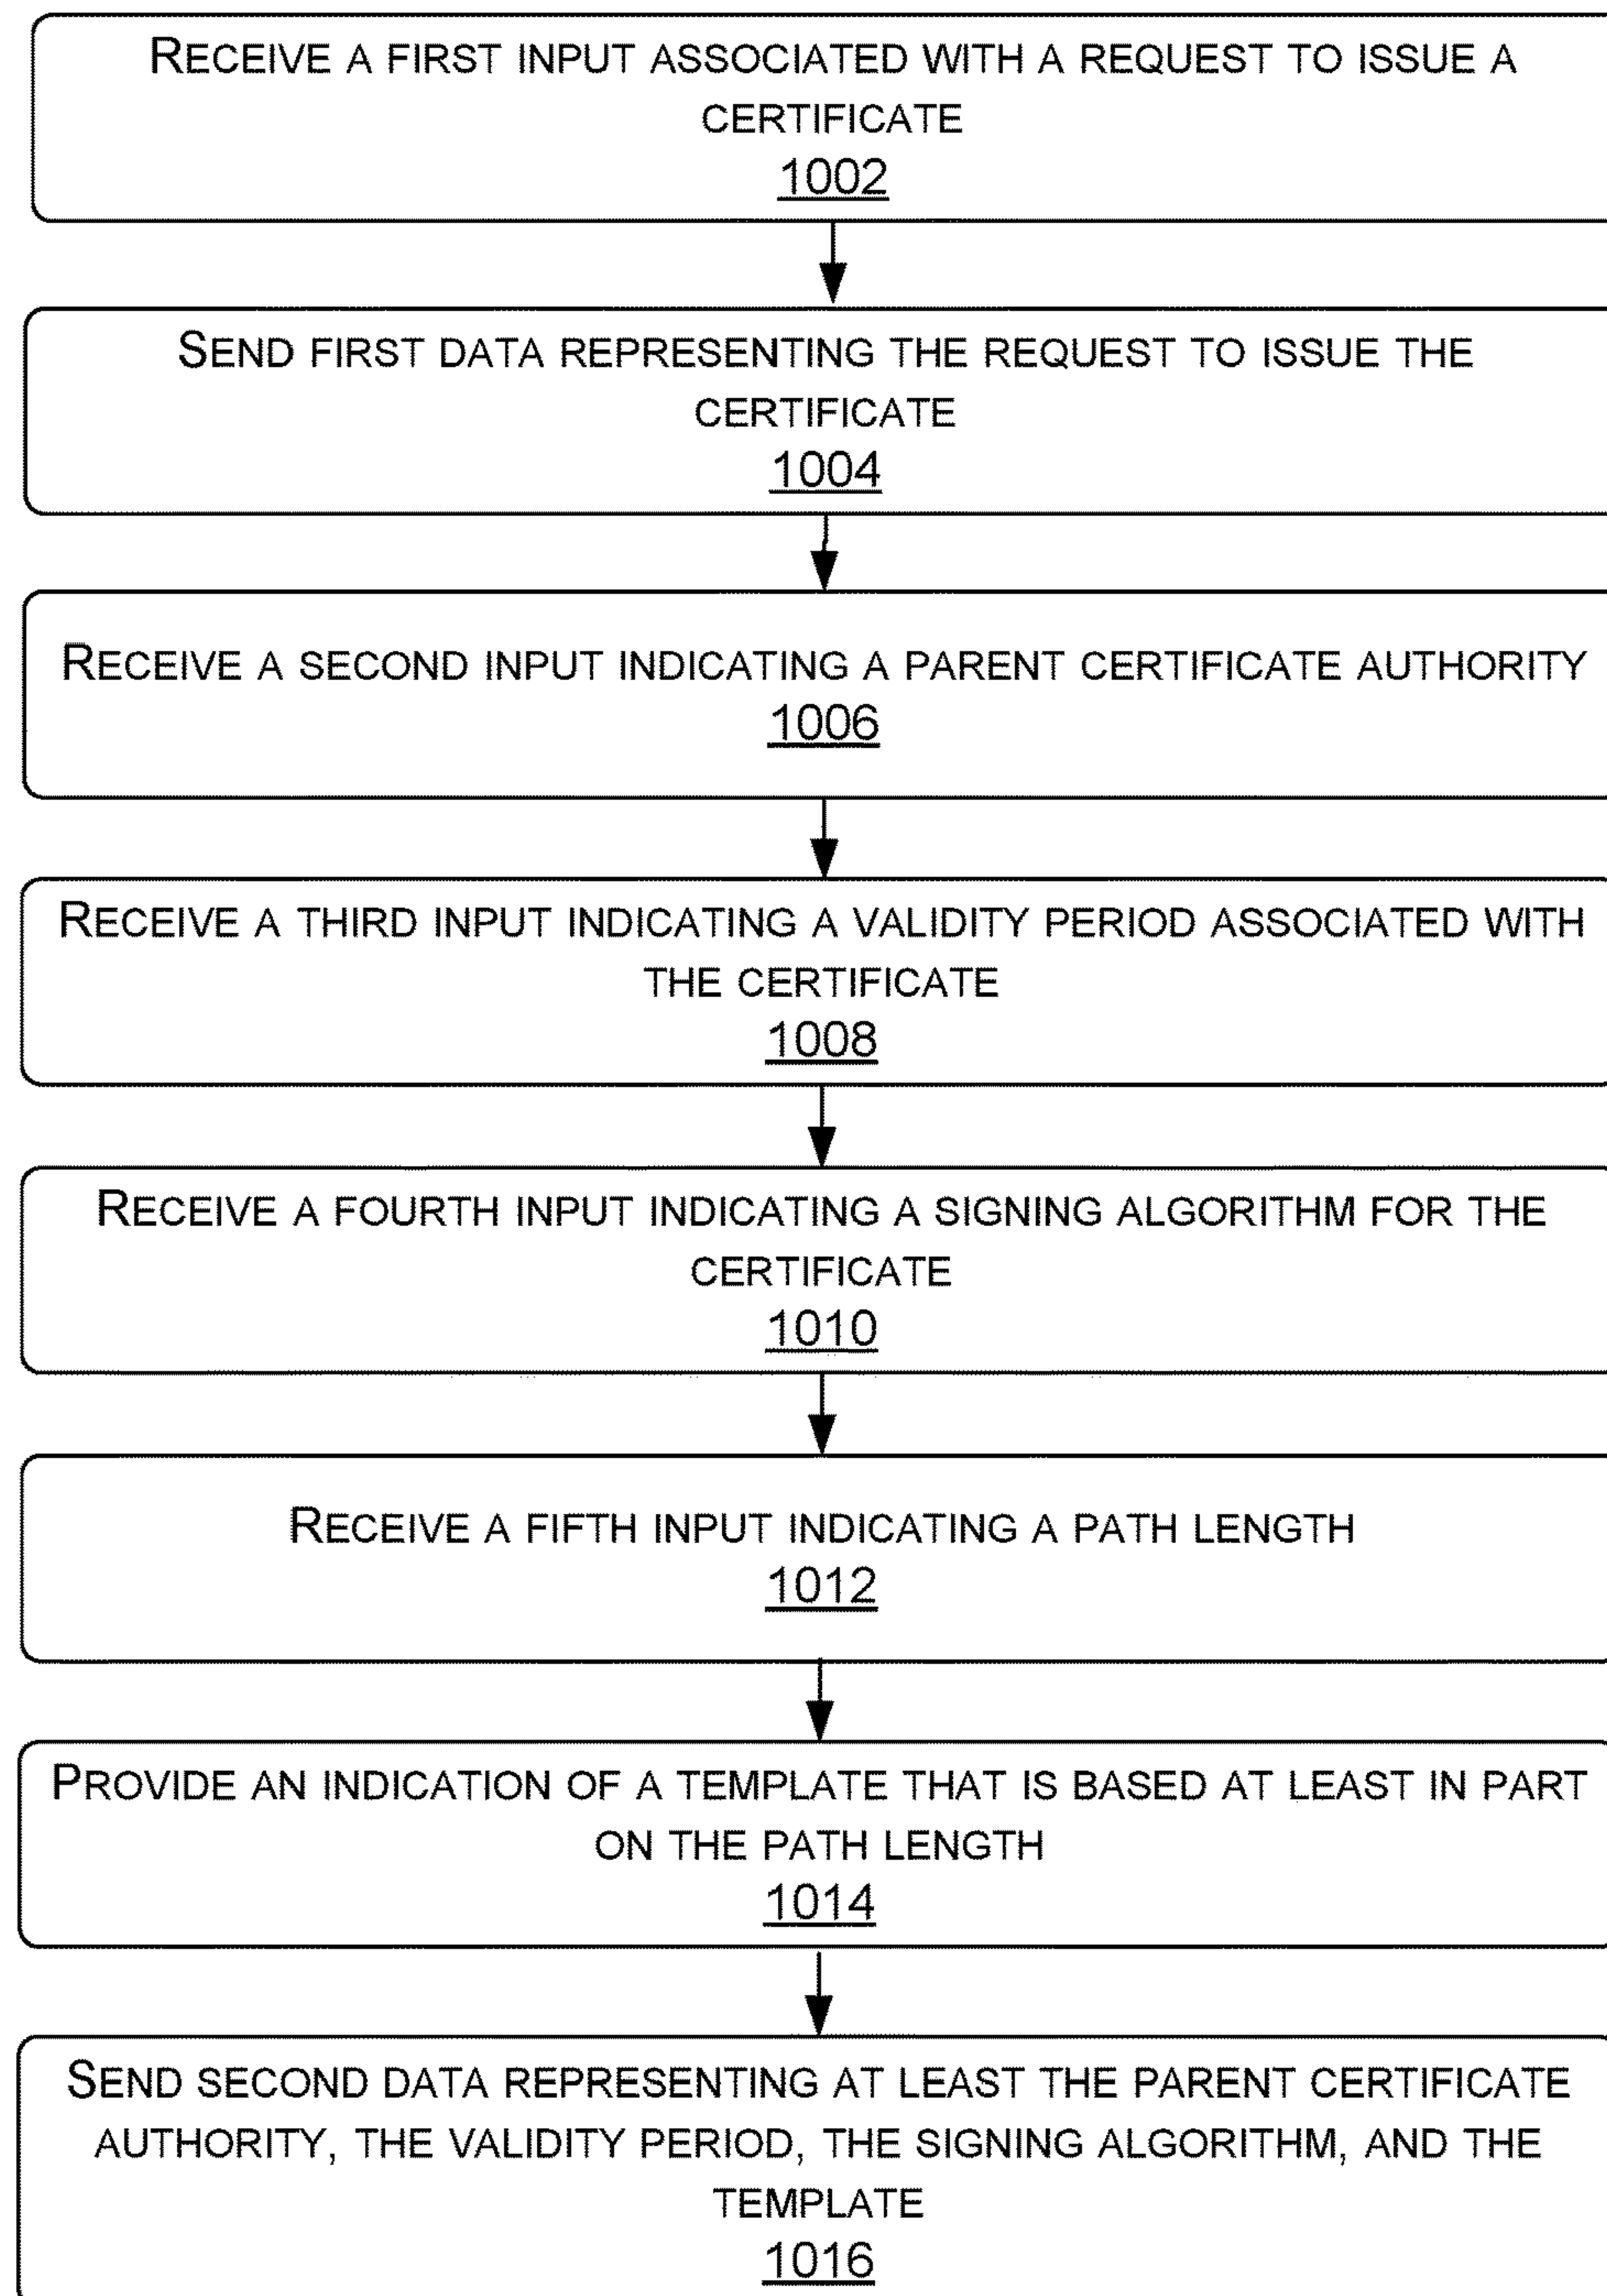 RECEIVE A FIRST INPUT ASSOCIATED WITH A REQUEST TO ISSUE A
CERTIFICATE
1002
SEND FIRST DATA REPRESENTING THE REQUEST TO ISSUE THE
CERTIFICATE
1004
RECEIVE A SECOND INPUT INDICATING A PARENT CERTIFICATE AUTHORITY
1006
RECEIVE A THIRD INPUT INDICATING A VALIDITY PERIOD ASSOCIATED WITH
THE CERTIFICATE
1008
RECEIVE A FOURTH INPUT INDICATING A SIGNING ALGORITHM FOR THE
CERTIFICATE
1010
RECEIVE A FIFTH INPUT INDICATING A PATH LENGTH
1012
PROVIDE AN INDICATION OF A TEMPLATE THAT IS BASED AT LEAST IN PART
ON THE PATH LENGTH
1014
SEND SECOND DATA REPRESENTING AT LEAST THE PARENT CERTIFICATE
AUTHORITY, THE VALIDITY PERIOD, THE SIGNING ALGORITHM, AND THE
TEMPLATE
1016